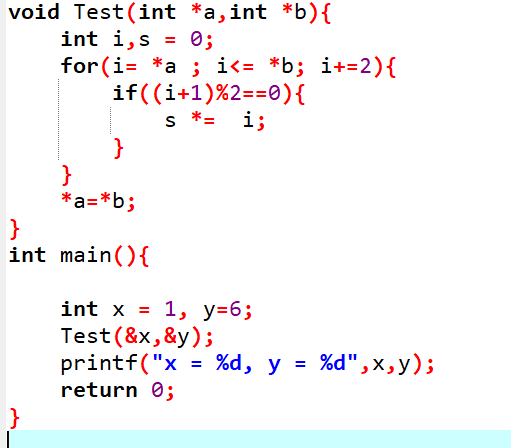 void Test(int *a,int *b){
    int i,s = 0;
    for(i= *a ; i<= *b; i+=2){
        if((i+1)%2==0){
            s *=  i;
        }
    }
    *a=*b;
}
int main(){
    int x = 1, y=6;
    Test(&x,&y);
    printf("x = %d, y = %d",x,y);
    return 0;
}